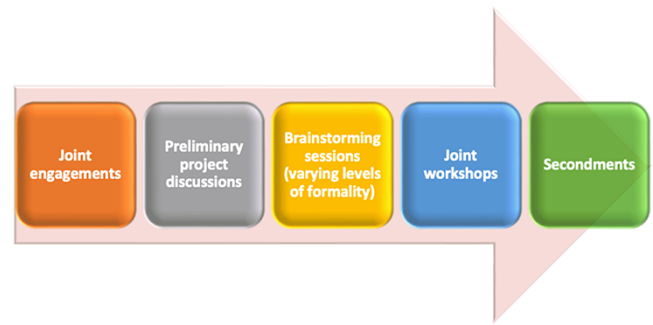 Joint
engagements
Preliminary
project
discussions
Brainstorming
sessions
(varying levels
of formality)
Joint
workshops
Secondments